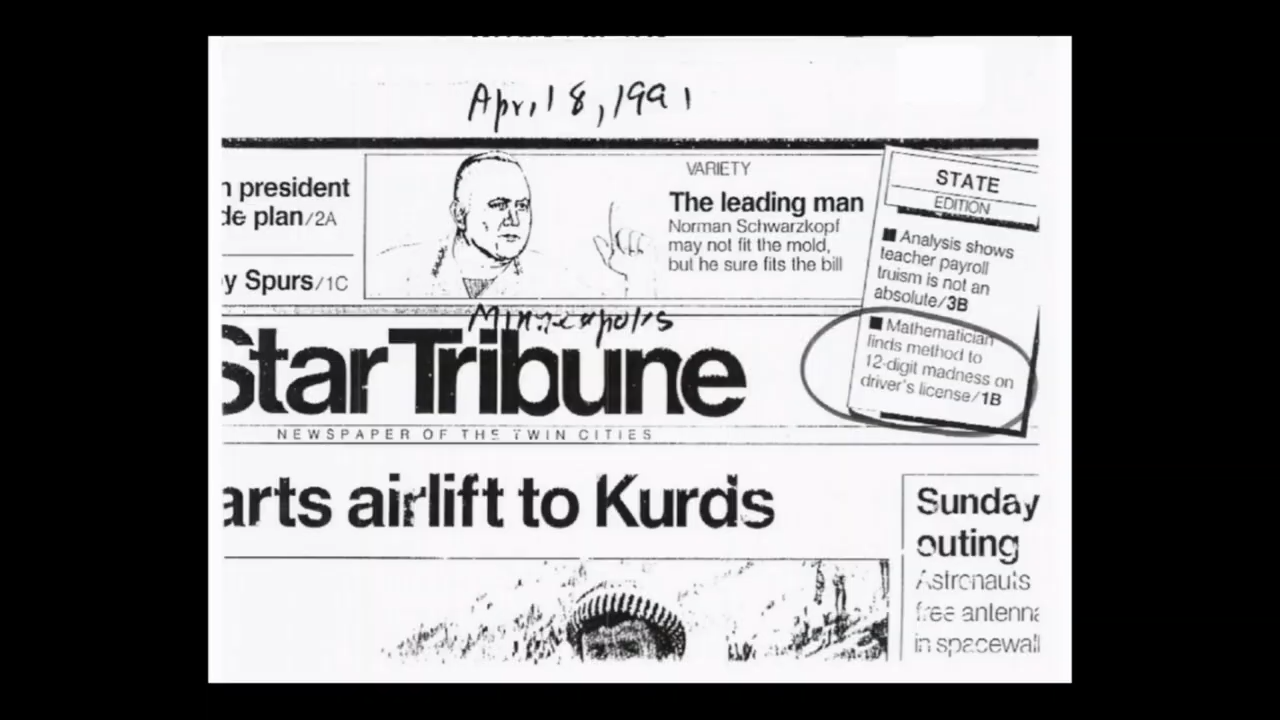 April 8, 1991
n president
de plan/2A
y Spurs/1C
VARIETY
The leading man
Norman Schwarzkopf
may not fit the mold,
but he sure fits the bill
STATE
EDITION
■ Analysis shows
teacher payroll
truism is not an
absolute/3B
■ Mathematician
finds method to
12-digit madness on
driver's license/1B
Minneapolis
Star Tribune
NEWSPAPER OF THE TWIN CITIES
arts airlift to Kurds
Sunday
outing
Astronauts
free antenna
in spacewal